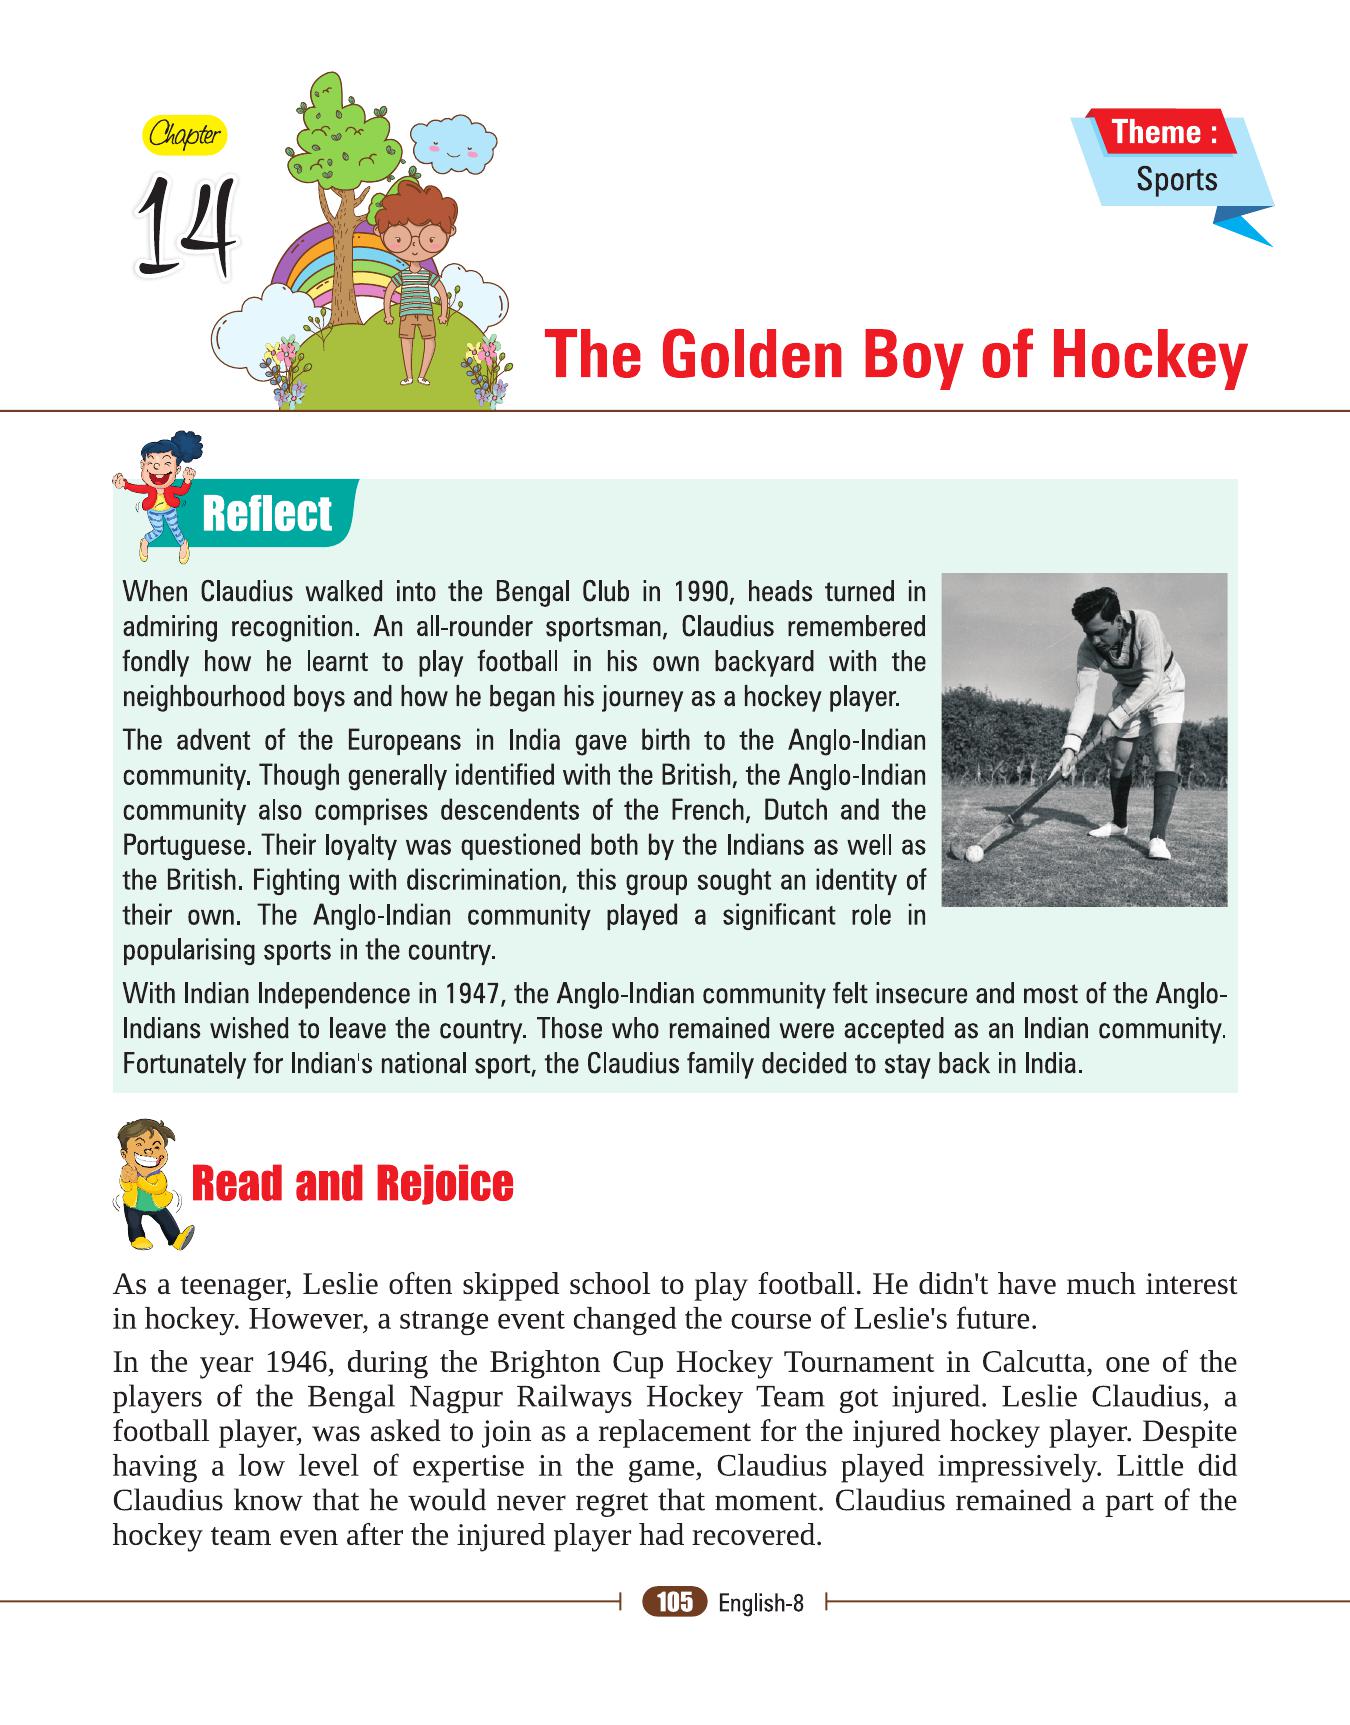 Chapter
14
Theme :
Sports
The Golden Boy of Hockey
Reflect
When Claudius walked into the Bengal Club in 1990, heads turned in
admiring recognition. An all-rounder sportsman, Claudius remembered
fondly how he learnt to play football in his own backyard with the
neighbourhood boys and how he began his journey as a hockey player.
The advent of the Europeans in India gave birth to the Anglo-Indian
community. Though generally identified with the British, the Anglo-Indian
community also comprises descendents of the French, Dutch and the
Portuguese. Their loyalty was questioned both by the Indians as well as
the British. Fighting with discrimination, this group sought an identity of
their own. The Anglo-Indian community played a significant role in
popularising sports in the country.
With Indian Independence in 1947, the Anglo-Indian community felt insecure and most of the Anglo-
Indians wished to leave the country. Those who remained were accepted as an Indian community.
Fortunately for Indian's national sport, the Claudius family decided to stay back in India.
Read and Rejoice
As a teenager, Leslie often skipped school to play football. He didn't have much interest
in hockey. However, a strange event changed the course of Leslie's future.
In the year 1946, during the Brighton Cup Hockey Tournament in Calcutta, one of the
players of the Bengal Nagpur Railways Hockey Team got injured. Leslie Claudius, a
football player, was asked to join as a replacement for the injured hockey player. Despite
having a low level of expertise in the game, Claudius played impressively. Little did
Claudius know that he would never regret that moment. Claudius remained a part of the
hockey team even after the injured player had recovered.
105 English-8